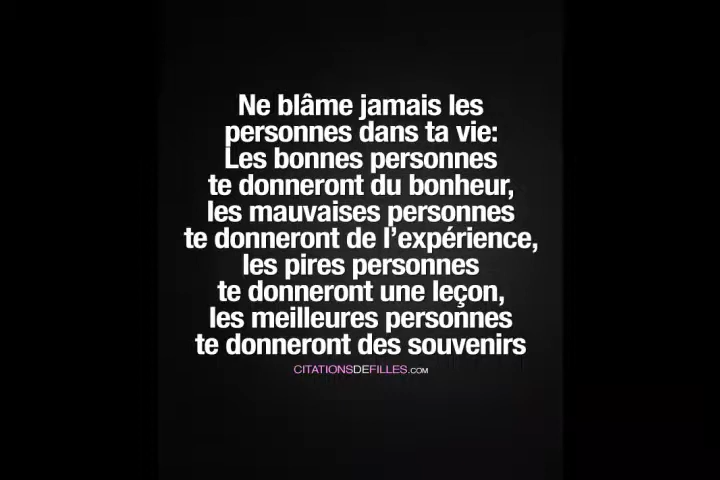 Ne blâme jamais les
personnes dans ta vie:
Les bonnes personnes
te donneront du bonheur,
les mauvaises personnes
te donneront de l'expérience,
les pires personnes
te donneront une leçon,
les meilleures personnes
te donneront des souvenirs
CITATIONSDEFILLES.COM